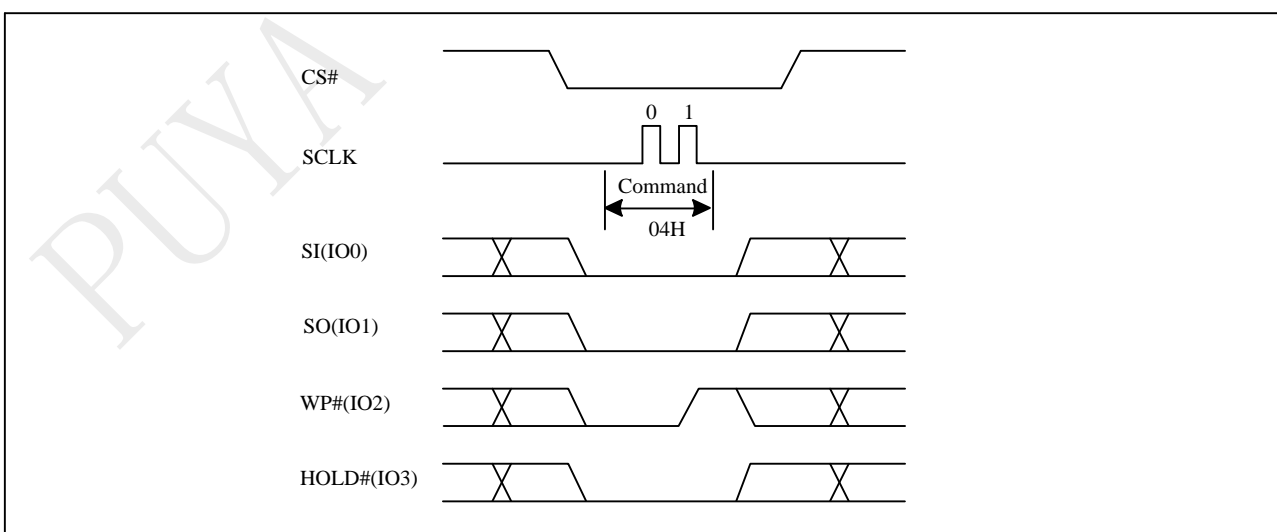 PUYA
CS#
0 1
SCLK
Command
04H
SI(IO0)
SO(IO1)
WP#(IO2)
HOLD#(IO3)